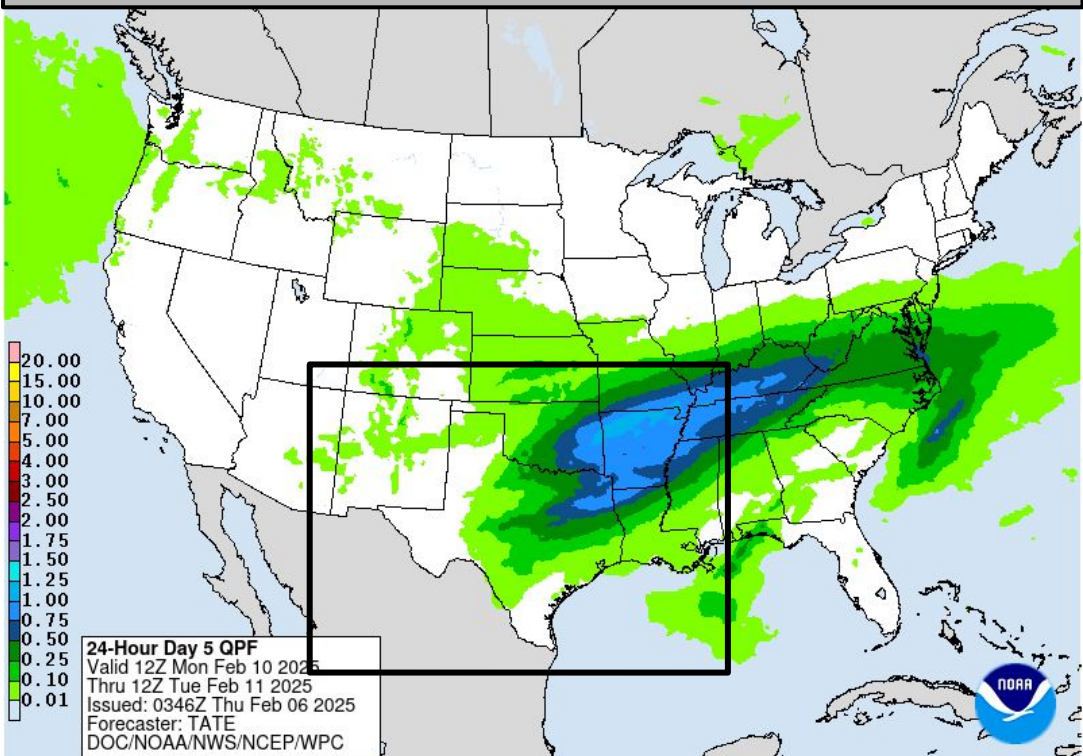 20.00
15.00
10.00
7.00
5.00
4.00
3.00
2.50
2.00
1.75
1.50
1.25
1.00
0.75
0.50
0.25
0.10
0.01
24-Hour Day 5 QPF
Valid 12Z Mon Feb 10 2025
Thru 12Z Tue Feb 11 2025
Issued: 0346Z Thu Feb 06 2025
Forecaster: TATE
DOC/NOAA/NWS/NCEP/WPC
NOAA